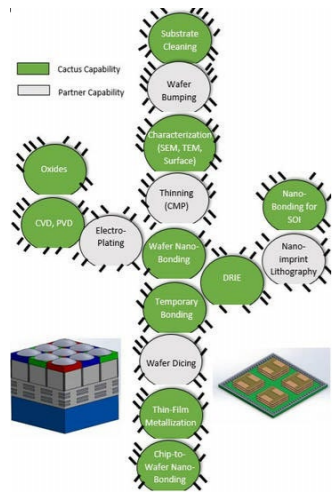 Substrate
Cleaning
Cactus Capability
Partner Capability
Wafer
Bumping
Characterization
(SEM, TEM,
Surface)
Oxides
Thinning
(CMP)
Nano-
Bonding for
SOI
CVD, PVD
Electro-
Plating
Wafer Nano-
Bonding
DRIE
Nano-
imprint
Lithography
Temporary
Bonding
Wafer Dicing
Thin-Film
Metallization
Chip-to-
Wafer Nano-
Bonding